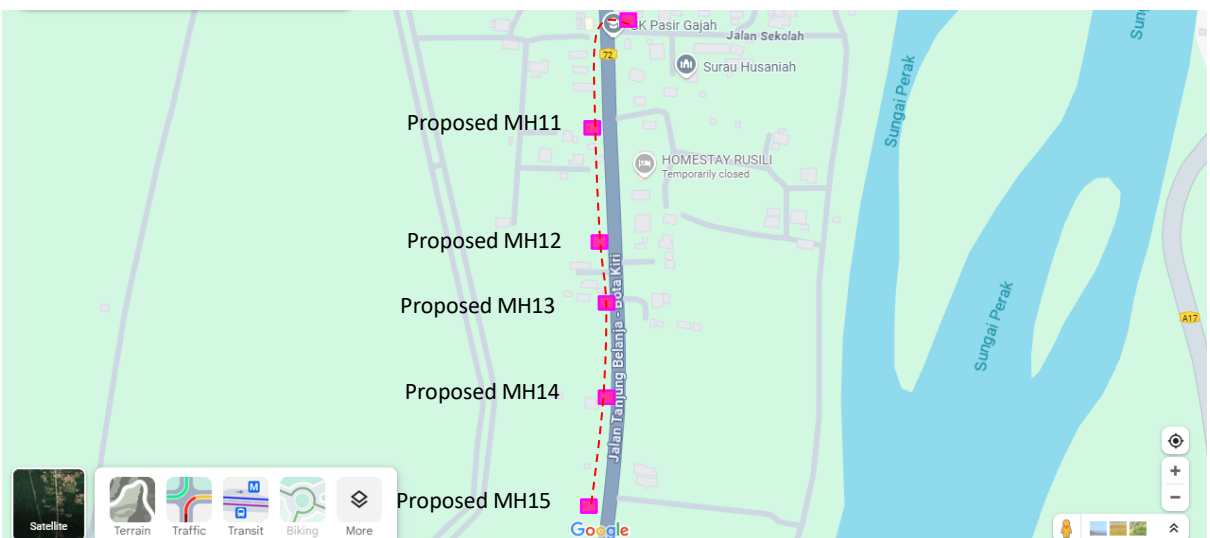 SK Pasir Gajah
Jalan Sekolah
72
Surau Husaniah
Sungai Perak
Sung
Proposed MH11
HOMESTAY RUSILI
Temporarily closed
Proposed MH12
Jalan Tanjung Belanja - Bota Kiri
Proposed MH13
Sungai Perak
A17
Proposed MH14
Proposed MH15
M
Satellite
Terrain
Traffic
Transit
Biking
More
Google